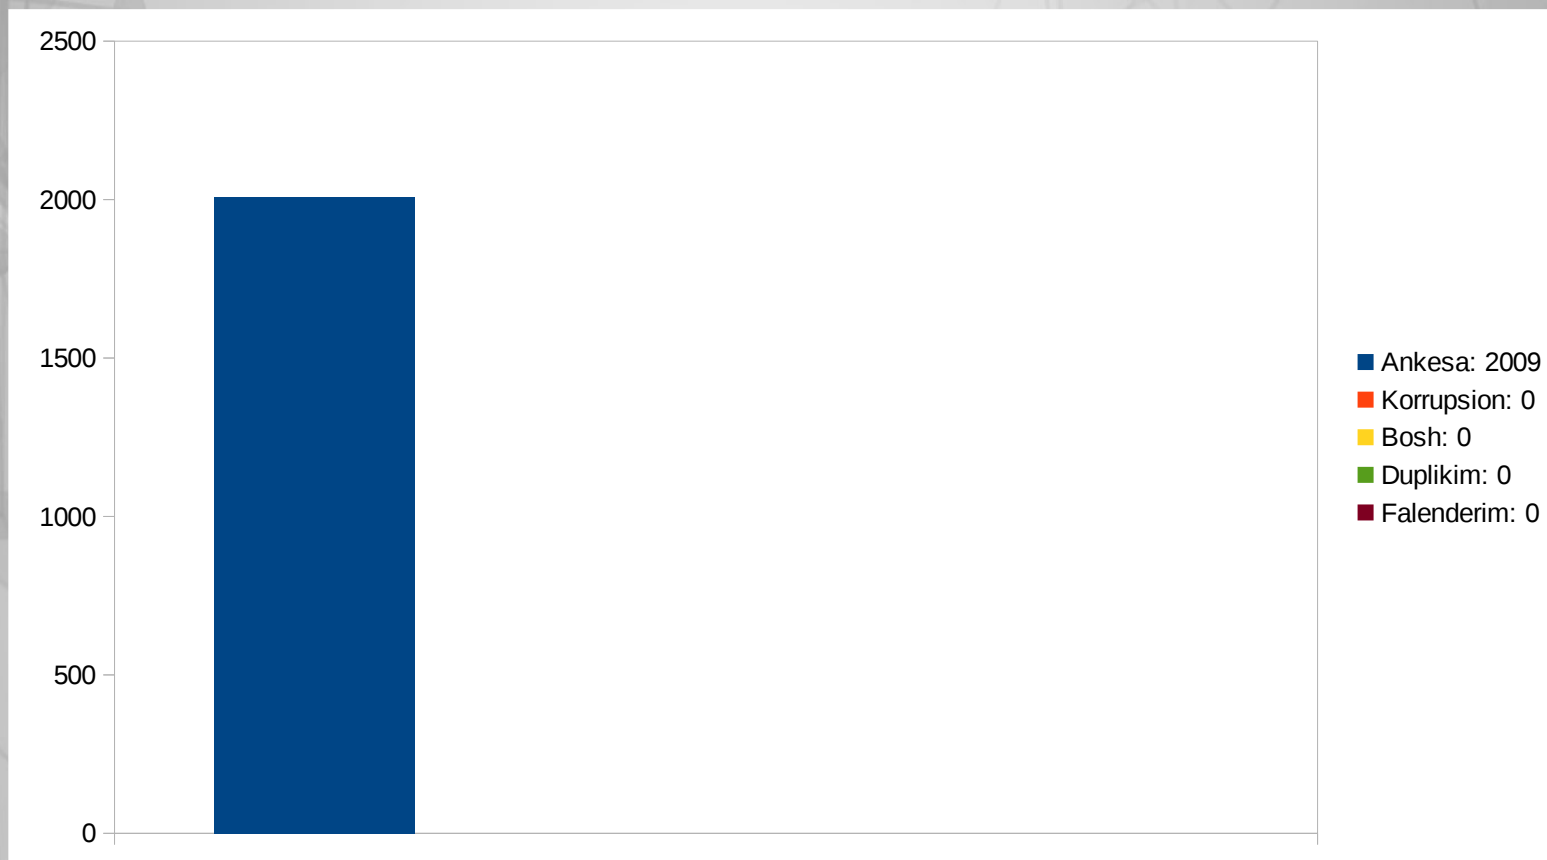 2500
2000
1500
1000
500
0
Ankesa: 2009
Korrupsion: 0
Bosh: 0
Duplikim: 0
Falenderim: 0